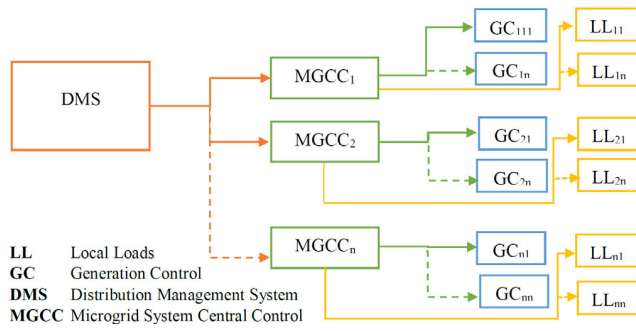 GC111
LL11
MGCC1
GC1n
LL1n
DMS
MGCC2
GC21
LL21
GC2n
LL2n
MGCCn
GCn1
LLn1
GCnn
LLnn
LL Local Loads
GC Generation Control
DMS Distribution Management System
MGCC Microgrid System Central Control